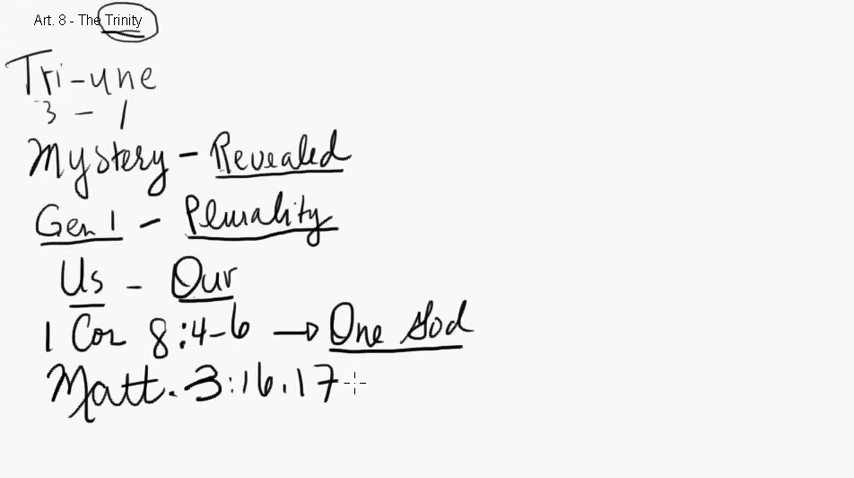 Art. 8 - The Trinity
Tri-une
3 - 1
Mystery - Revealed
Gen 1 - Plurality
Us - Our
1 Cor 8:4-6 → One God
Matt. 3:16.17